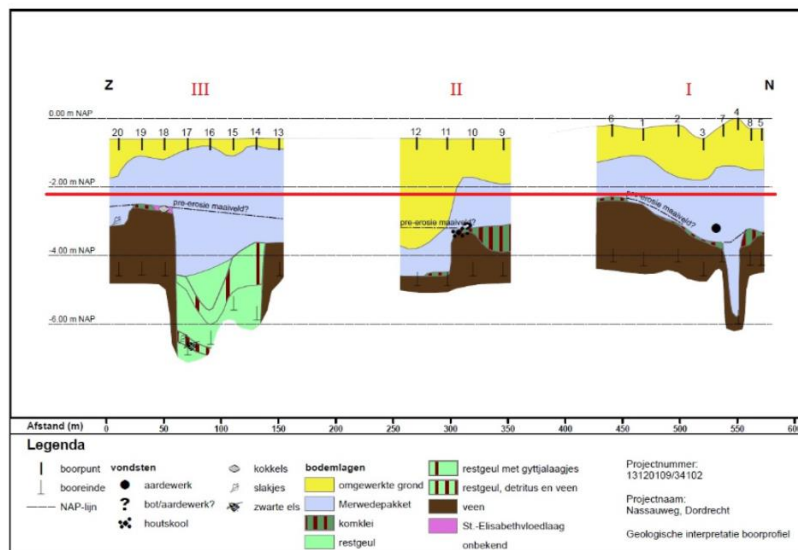 Z III II I N
0.00 m NAP
20 19 18 17 16 15 14 13 12 11 10 9 6 1 2 3 7 4 8 5
-2.00 m NAP
pre-erosie maaiveld? pre-erosie maaiveld? pre-erosie maaiveld?
-4.00 m NAP
-6.00 m NAP
Afstand (m) 0 50 100 150 200 250 300 350 400 450 500 550 600
Legenda
boorpunt
booreinde
NAP-lijn
vondsten
aardewerk
? bot/aardewerk?
houtskool
kokkels
slakjes
zwarte els
bodemlagen
omgewerkte grond
Merwedepakket
komklei
restgeul
restgeul met gyttjalaagjes
restgeul, detritus en veen
veen
St.-Elisabethvloedlaag
onbekend
Projectnummer:
13120109/34102
Projectnaam:
Nassauweg, Dordrecht
Geologische interpretatie boorprofiel